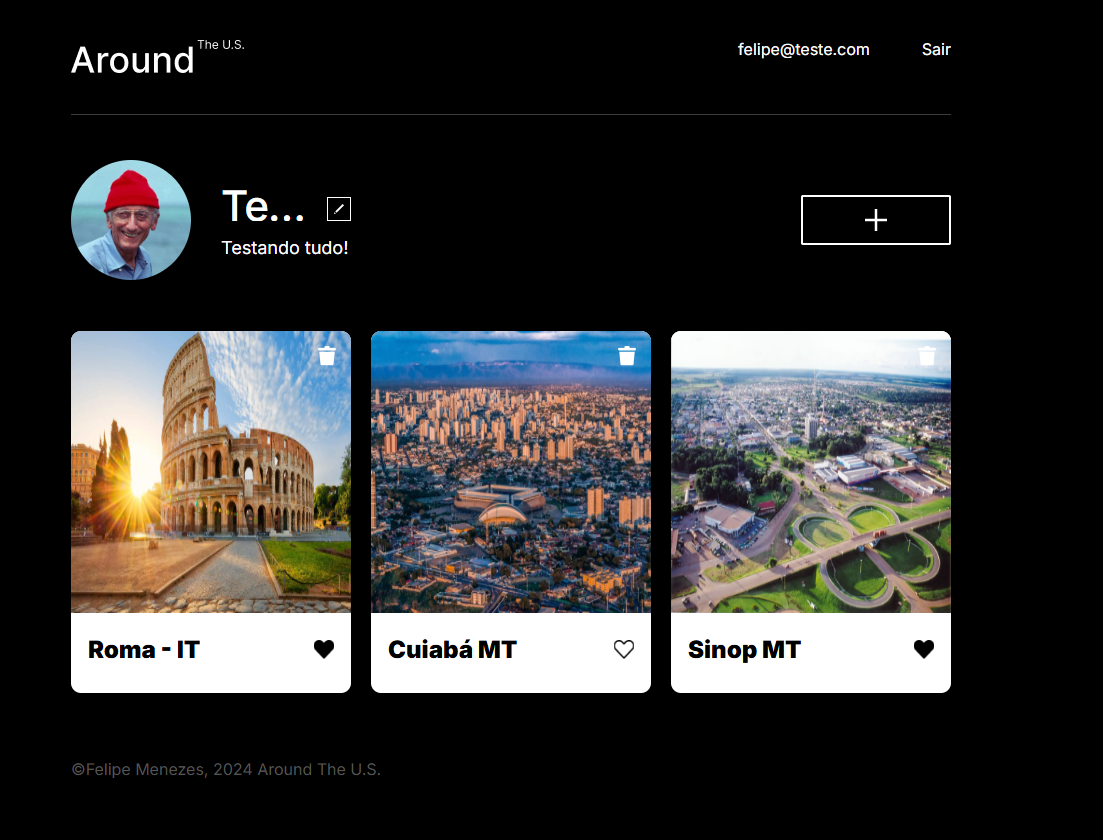 Around The U.S.
felipe@teste.com Sair
Te...
Testando tudo!
Roma - IT
Cuiabá MT
Sinop MT
©Felipe Menezes, 2024 Around The U.S.